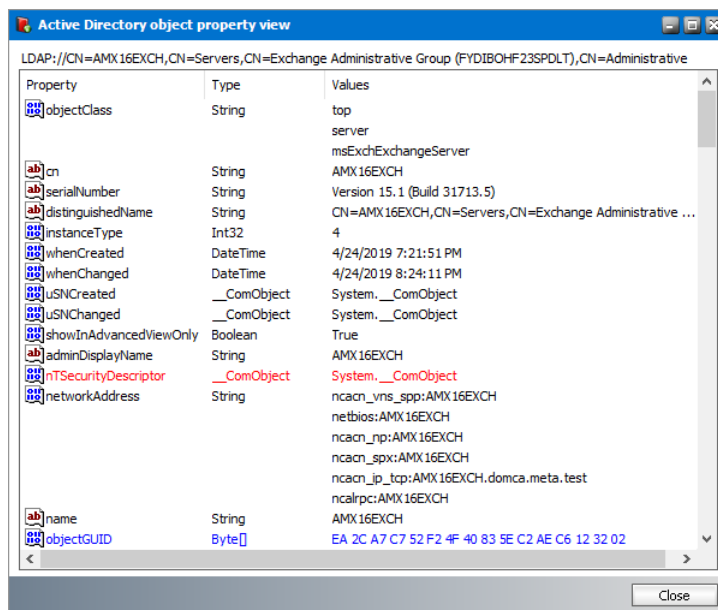 Active Directory object property view
LDAP://CN=AMX16EXCH,CN=Servers,CN=Exchange Administrative Group (FYDIBOHF23SPDLT),CN=Administrative
Property Type Values
objectClass String top
server
msExchExchangeServer
cn String AMX16EXCH
serialNumber String Version 15.1 (Build 31713.5)
distinguishedName String CN=AMX16EXCH,CN=Servers,CN=Exchange Administrative ...
instanceType Int32 4
whenCreated DateTime 4/24/2019 7:21:51 PM
whenChanged DateTime 4/24/2019 8:24:11 PM
uSNCreated __ComObject System.__ComObject
uSNChanged __ComObject System.__ComObject
showInAdvancedViewOnly Boolean True
adminDisplayName String AMX16EXCH
nTSecurityDescriptor __ComObject System.__ComObject
networkAddress String ncacn_vns_spp:AMX16EXCH
netbios:AMX16EXCH
ncacn_np:AMX16EXCH
ncacn_spx:AMX16EXCH
ncacn_ip_tcp:AMX16EXCH.domca.meta.test
ncalrpc:AMX16EXCH
name String AMX16EXCH
objectGUID Byte[] EA 2C A7 C7 52 F2 4F 40 83 5E C2 AE C6 12 32 02
Close